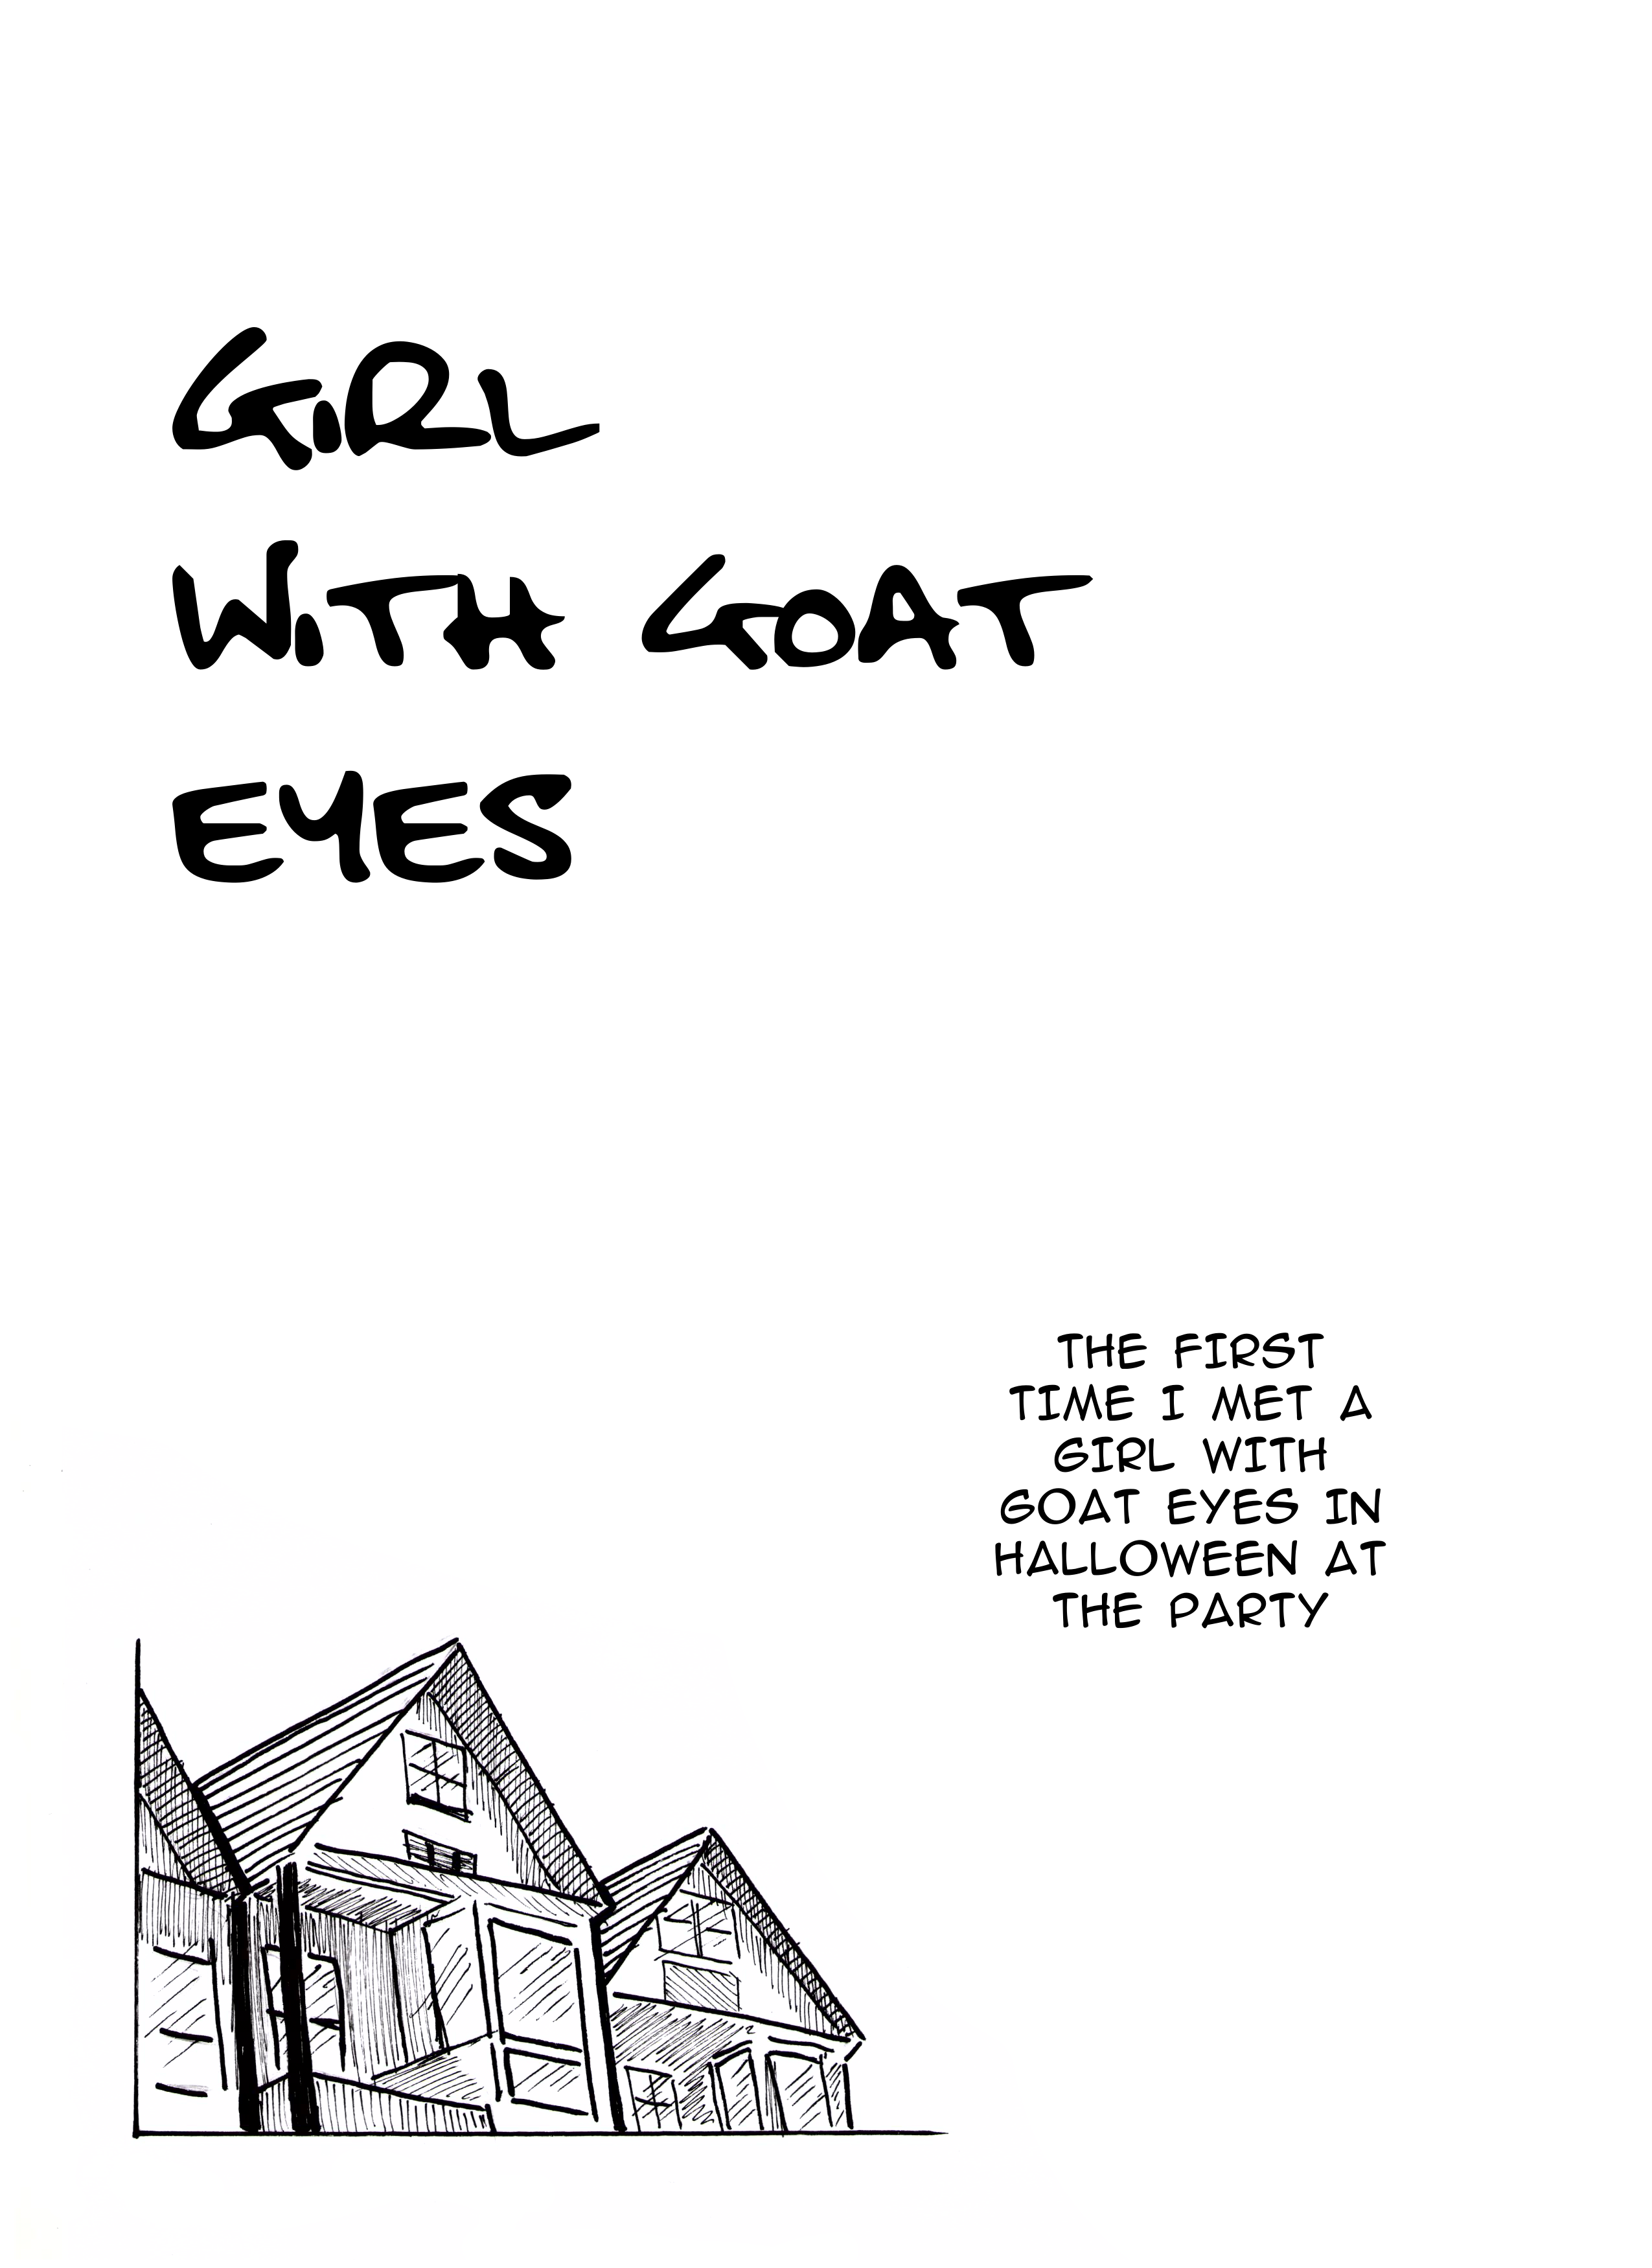 GIRL
WITH GOAT
EYES
THE FIRST
TIME I MET A
GIRL WITH
GOAT EYES IN
HALLOWEEN AT
THE PARTY